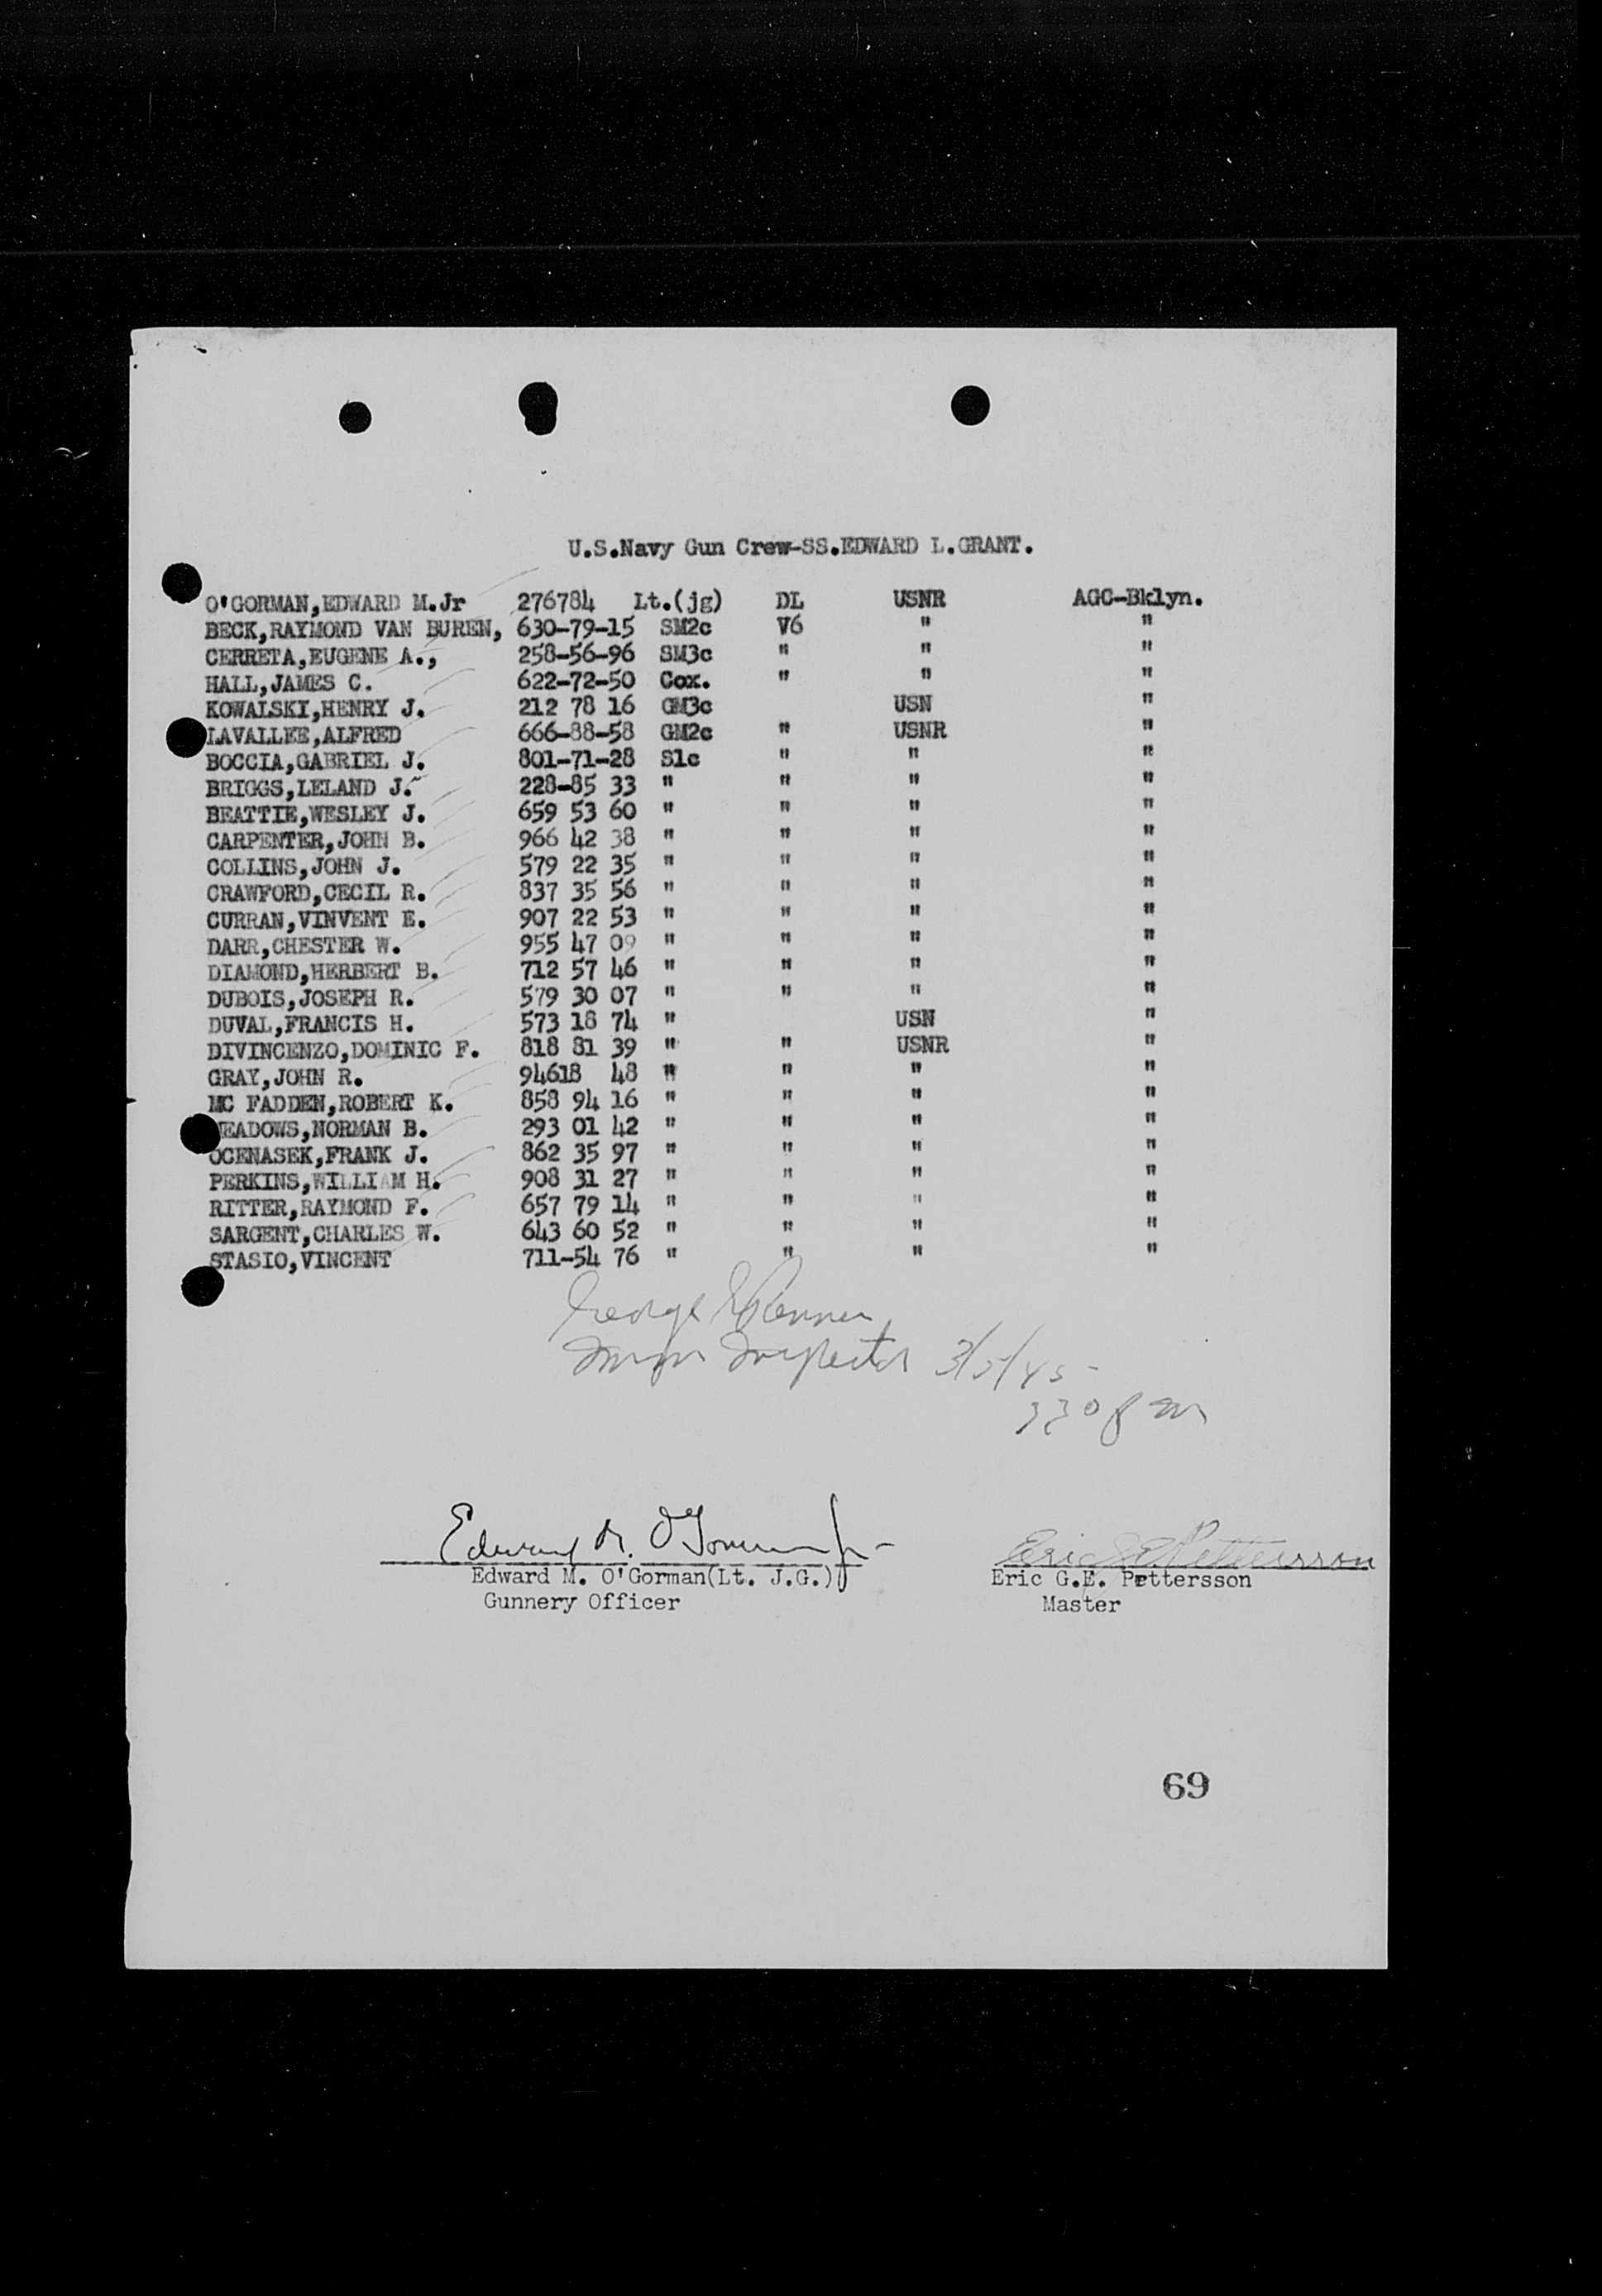 U.S.Navy Gun Crew-SS.EDWARD L.GRANT.
O'GORMAN,EDWARD M.Jr 276784 Lt.(jg) DL USNR AGC-Bklyn.
BECK,RAYMOND VAN BUREN, 630-79-15 SM2c V6 " "
CERRETA,EUGENE A., 258-56-96 SM3c " " "
HALL,JAMES C. 622-72-50 Cox. " " "
KOWALSKI,HENRY J. 212 78 16 GM3c USN "
LAVALLEE,ALFRED 666-88-58 GM2c " USNR "
BOCCIA,GABRIEL J. 801-71-28 S1c " " "
BRIGGS,LELAND J. 228-85 33 " " " "
BEATTIE,WESLEY J. 659 53 60 " " " "
CARPENTER,JOHN B. 966 42 38 " " " "
COLLINS,JOHN J. 579 22 35 " " " "
CRAWFORD,CECIL R. 837 35 56 " " " "
CURRAN,VINVENT E. 907 22 53 " " " "
DARR,CHESTER W. 955 47 09 " " " "
DIAMOND,HERBERT B. 712 57 46 " " " "
DUBOIS,JOSEPH R. 579 30 07 " " " "
DUVAL,FRANCIS H. 573 18 74 " USN "
DIVINCENZO,DOMINIC F. 818 81 39 " " USNR "
GRAY,JOHN R. 94618 48 " " " "
MC FADDEN,ROBERT K. 858 94 16 " " " "
MEADOWS,NORMAN B. 293 01 42 " " " "
OCENASEK,FRANK J. 862 35 97 " " " "
PERKINS,WILLIAM H. 908 31 27 " " " "
RITTER,RAYMOND F. 657 79 14 " " " "
SARGENT,CHARLES W. 643 60 52 " " " "
STASIO,VINCENT 711-54 76 " " " "
George
Inspector 3/5/45
330 pm
Edward M. O'Gorman Jr
Eric G.E. Pettersson
Edward M. O'Gorman(Lt. J.G.)
Gunnery Officer
Eric G.E. Pettersson
Master
69